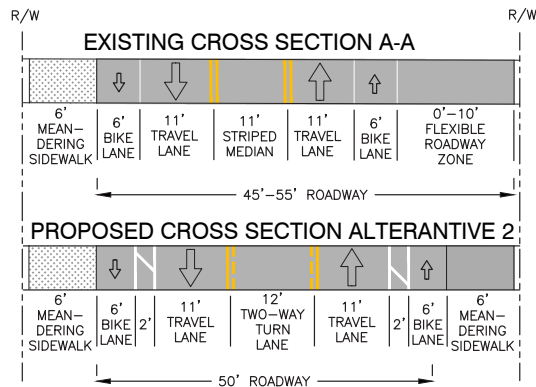 R/W
R/W
EXISTING CROSS SECTION A-A
6'
MEAN-
DERING
SIDEWALK
6'
BIKE
LANE
11'
TRAVEL
LANE
11'
STRIPED
MEDIAN
11'
TRAVEL
LANE
6'
BIKE
LANE
0'-10'
FLEXIBLE
ROADWAY
ZONE
45'-55' ROADWAY
PROPOSED CROSS SECTION ALTERANTIVE 2
6'
MEAN-
DERING
SIDEWALK
6'
BIKE
LANE
2'
11'
TRAVEL
LANE
12'
TWO-WAY
TURN
LANE
11'
TRAVEL
LANE
2'
6'
BIKE
LANE
6'
MEAN-
DERING
SIDEWALK
50' ROADWAY